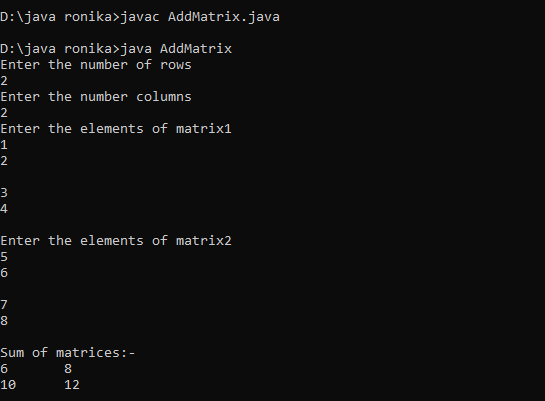 D:\java ronika>javac AddMatrix.java
D:\java ronika>java AddMatrix
Enter the number of rows
2
Enter the number columns
2
Enter the elements of matrix1
1
2
3
4
Enter the elements of matrix2
5
6
7
8
Sum of matrices:-
6 8
10 12